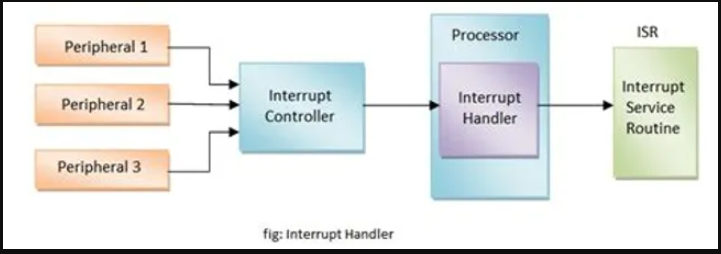 Peripheral 1
Peripheral 2
Peripheral 3
Interrupt
Controller
Processor
Interrupt
Handler
ISR
Interrupt
Service
Routine
fig: Interrupt Handler